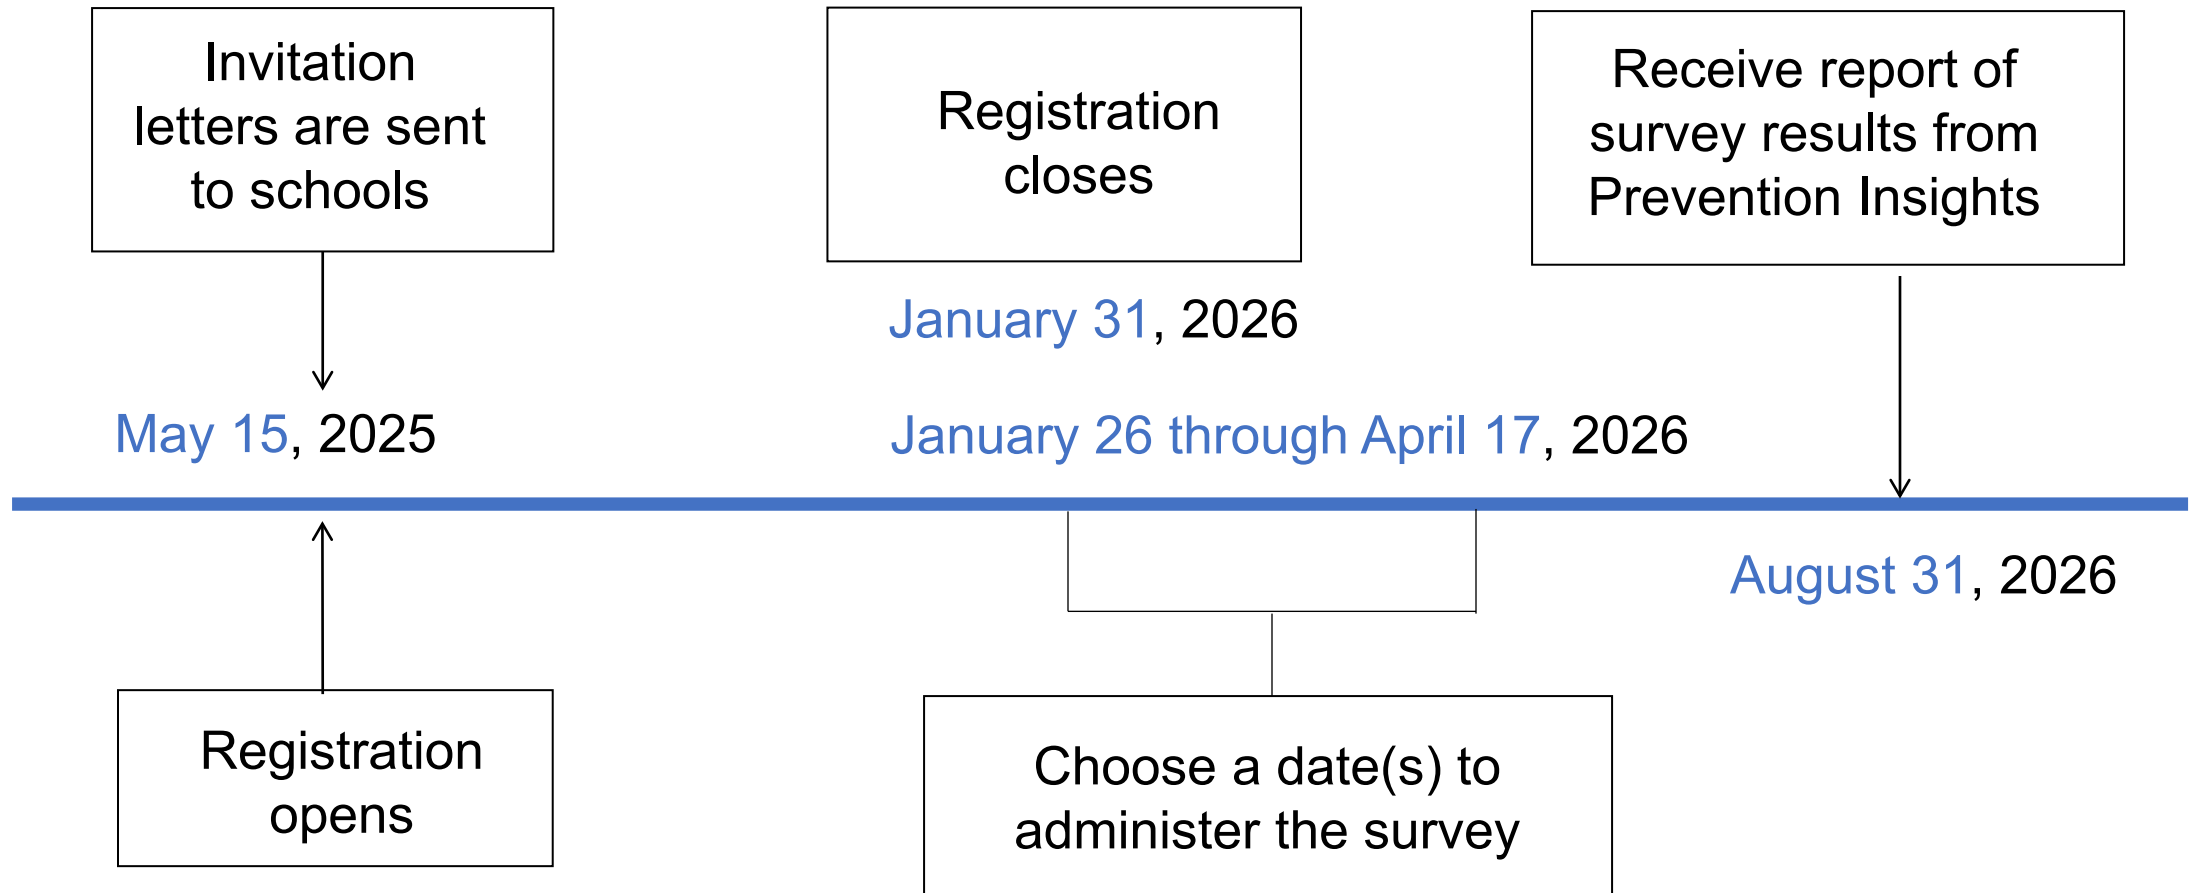 Invitation
letters are sent
to schools
Registration
closes
Receive report of
survey results from
Prevention Insights
January 31, 2026
May 15, 2025
January 26 through April 17, 2026
August 31, 2026
Registration
opens
Choose a date(s) to
administer the survey